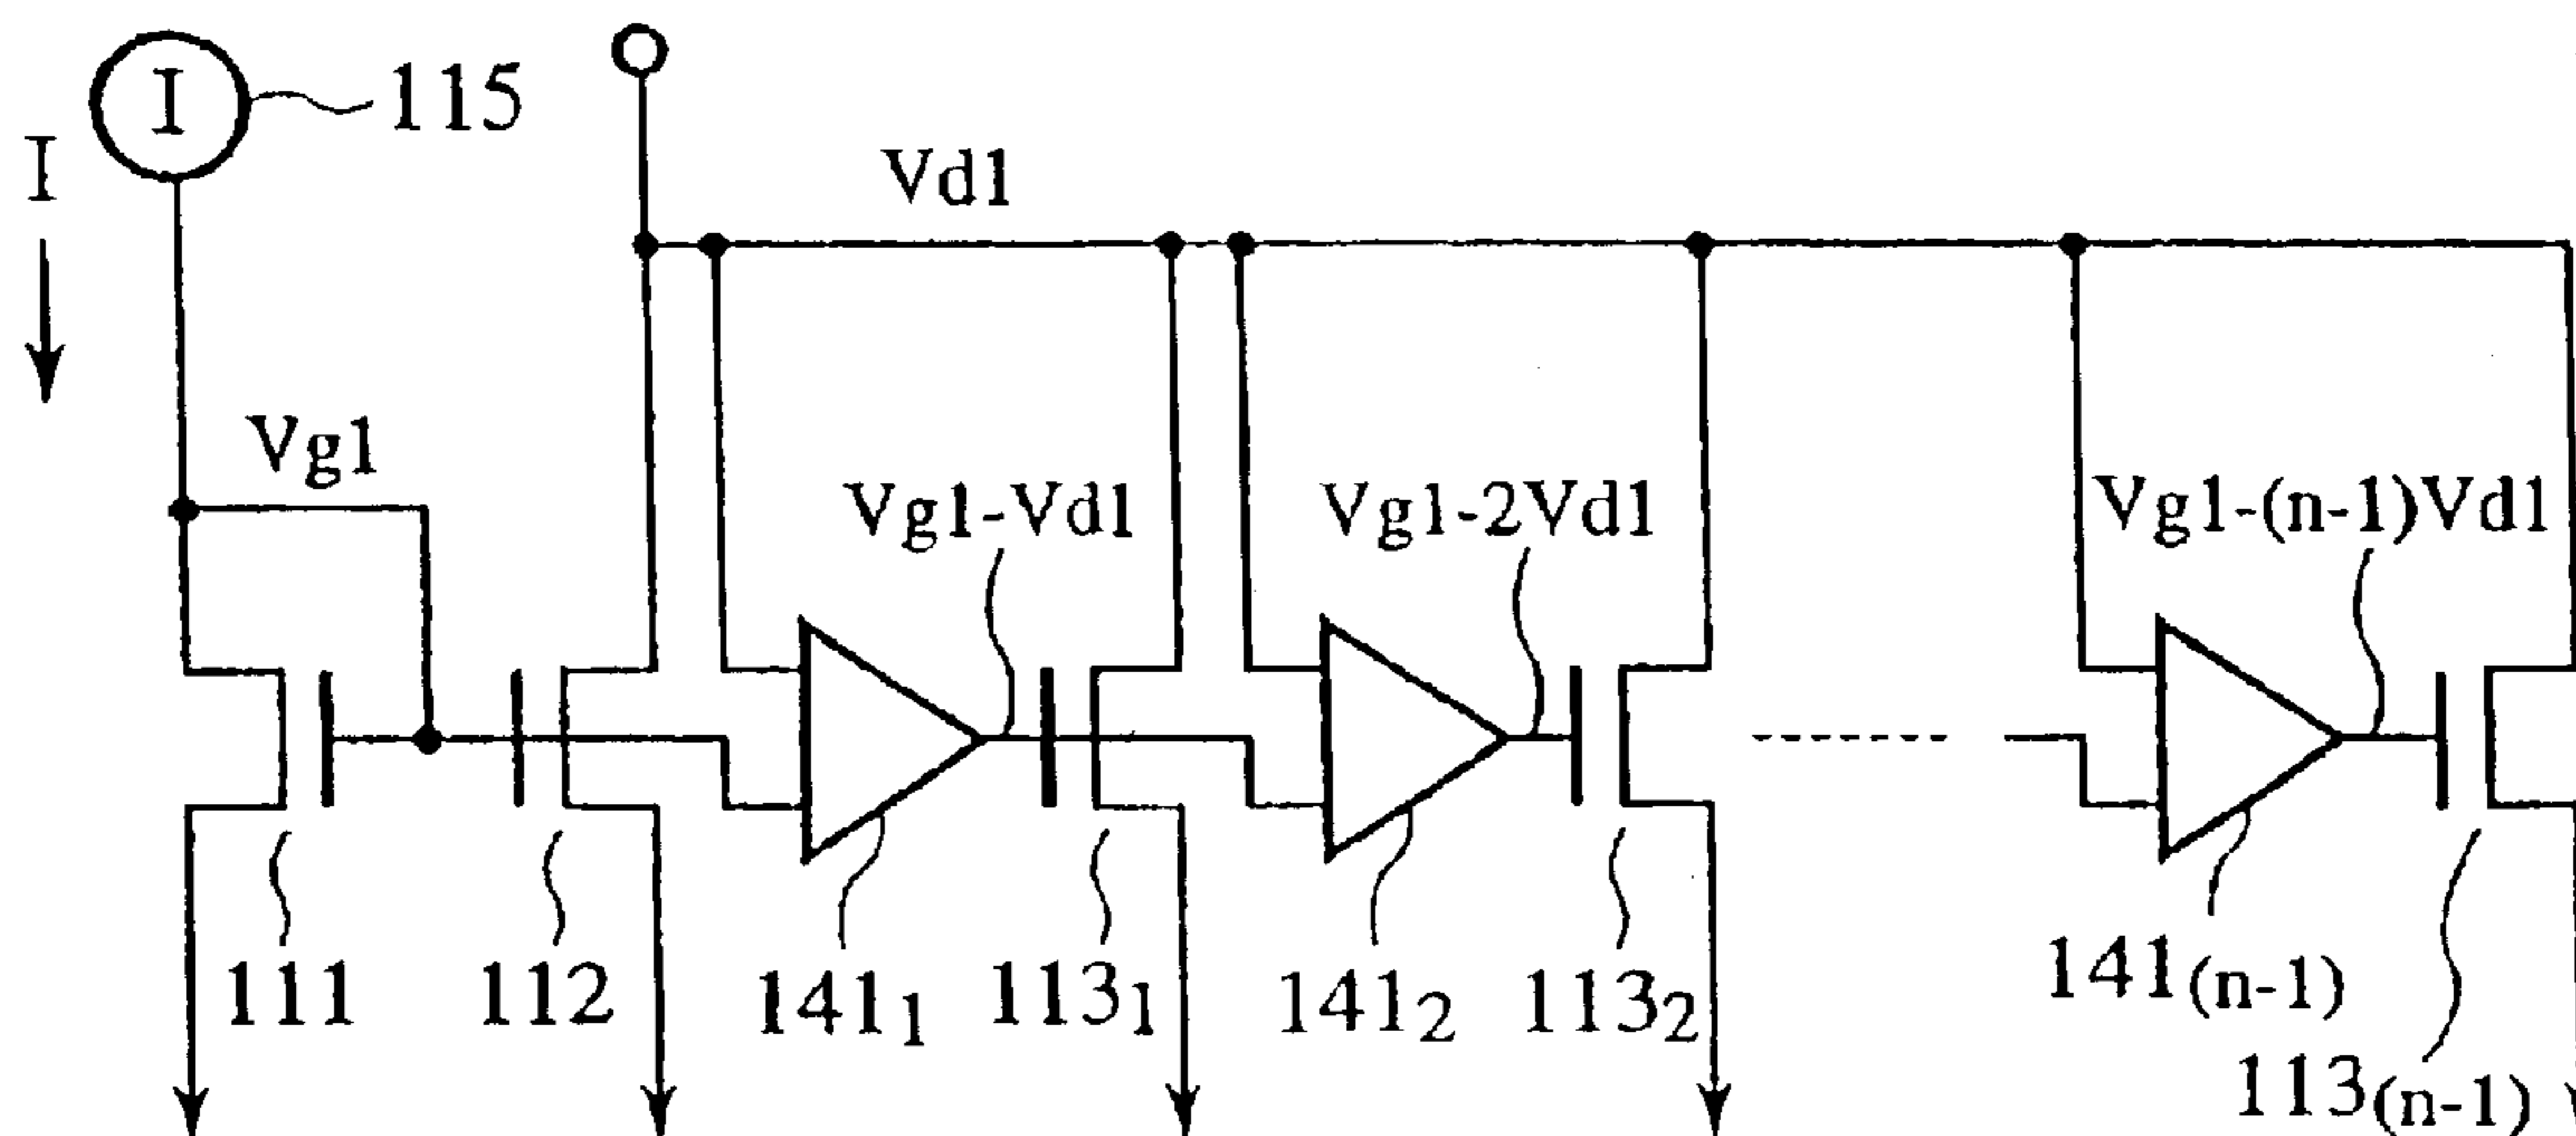 I
115
I
Vd1
Vg1
Vg1-Vd1
Vg1-2Vd1
Vg1-(n-1)Vd1
111
112
141₁
113₁
141₂
113₂
141₍ₙ₋₁₎
113₍ₙ₋₁₎